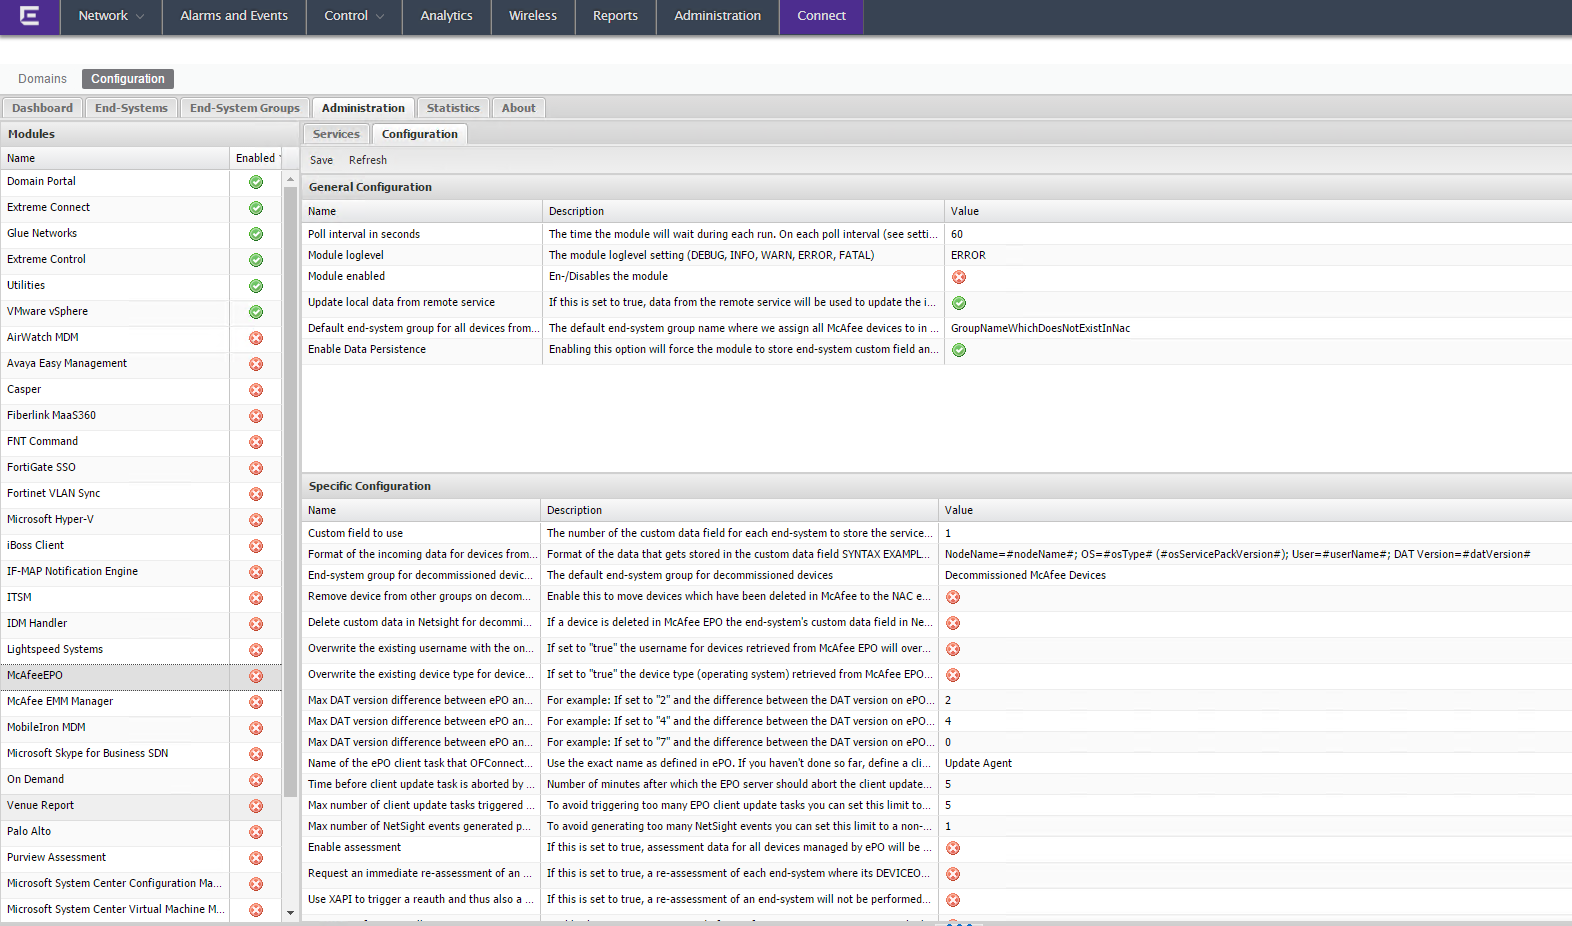 Network
Alarms and Events
Control
Analytics
Wireless
Reports
Administration
Connect
Domains
Configuration
Dashboard
End-Systems
End-System Groups
Administration
Statistics
About
Modules
Name
Enabled
Domain Portal
Extreme Connect
Glue Networks
Extreme Control
Utilities
VMware vSphere
AirWatch MDM
Avaya Easy Management
Casper
Fiberlink MaaS360
FNT Command
FortiGate SSO
Fortinet VLAN Sync
Microsoft Hyper-V
iBoss Client
IF-MAP Notification Engine
ITSM
IDM Handler
Lightspeed Systems
McAfeeEPO
McAfee EMM Manager
MobileIron MDM
Microsoft Skype for Business SDN
On Demand
Venue Report
Palo Alto
Purview Assessment
Microsoft System Center Configuration Ma...
Microsoft System Center Virtual Machine M...
Services
Configuration
Save Refresh
General Configuration
Name Description Value
Poll interval in seconds The time the module will wait during each run. On each poll interval (see setti... 60
Module loglevel The module loglevel setting (DEBUG, INFO, WARN, ERROR, FATAL) ERROR
Module enabled En-/Disables the module
Update local data from remote service If this is set to true, data from the remote service will be used to update the i...
Default end-system group for all devices from... The default end-system group name where we assign all McAfee devices to in ... GroupNameWhichDoesNotExistInNac
Enable Data Persistence Enabling this option will force the module to store end-system custom field an...
Specific Configuration
Name Description Value
Custom field to use The number of the custom data field for each end-system to store the service... 1
Format of the incoming data for devices from... Format of the data that gets stored in the custom data field SYNTAX EXAMPL... NodeName=#nodeName#; OS=#osType# (#osServicePackVersion#); User=#userName#; DAT Version=#datVersion#
End-system group for decommissioned devic... The default end-system group for decommissioned devices Decommissioned McAfee Devices
Remove device from other groups on decom... Enable this to move devices which have been deleted in McAfee to the NAC e...
Delete custom data in Netsight for decommi... If a device is deleted in McAfee EPO the end-system's custom data field in Ne...
Overwrite the existing username with the on... If set to "true" the username for devices retrieved from McAfee EPO will over...
Overwrite the existing device type for device... If set to "true" the device type (operating system) retrieved from McAfee EPO...
Max DAT version difference between ePO an... For example: If set to "2" and the difference between the DAT version on ePO... 2
Max DAT version difference between ePO an... For example: If set to "4" and the difference between the DAT version on ePO... 4
Max DAT version difference between ePO an... For example: If set to "7" and the difference between the DAT version on ePO... 0
Name of the ePO client task that OFConnect... Use the exact name as defined in ePO. If you haven't done so far, define a cli... Update Agent
Time before client update task is aborted by ... Number of minutes after which the EPO server should abort the client update... 5
Max number of client update tasks triggered ... To avoid triggering too many EPO client update tasks you can set this limit to... 5
Max number of NetSight events generated p... To avoid generating too many NetSight events you can set this limit to a non-... 1
Enable assessment If this is set to true, assessment data for all devices managed by ePO will be ...
Request an immediate re-assessment of an ... If this is set to true, a re-assessment of each end-system where its DEVICEO...
Use XAPI to trigger a reauth and thus also a ... If this is set to true, a re-assessment of an end-system will not be performed...